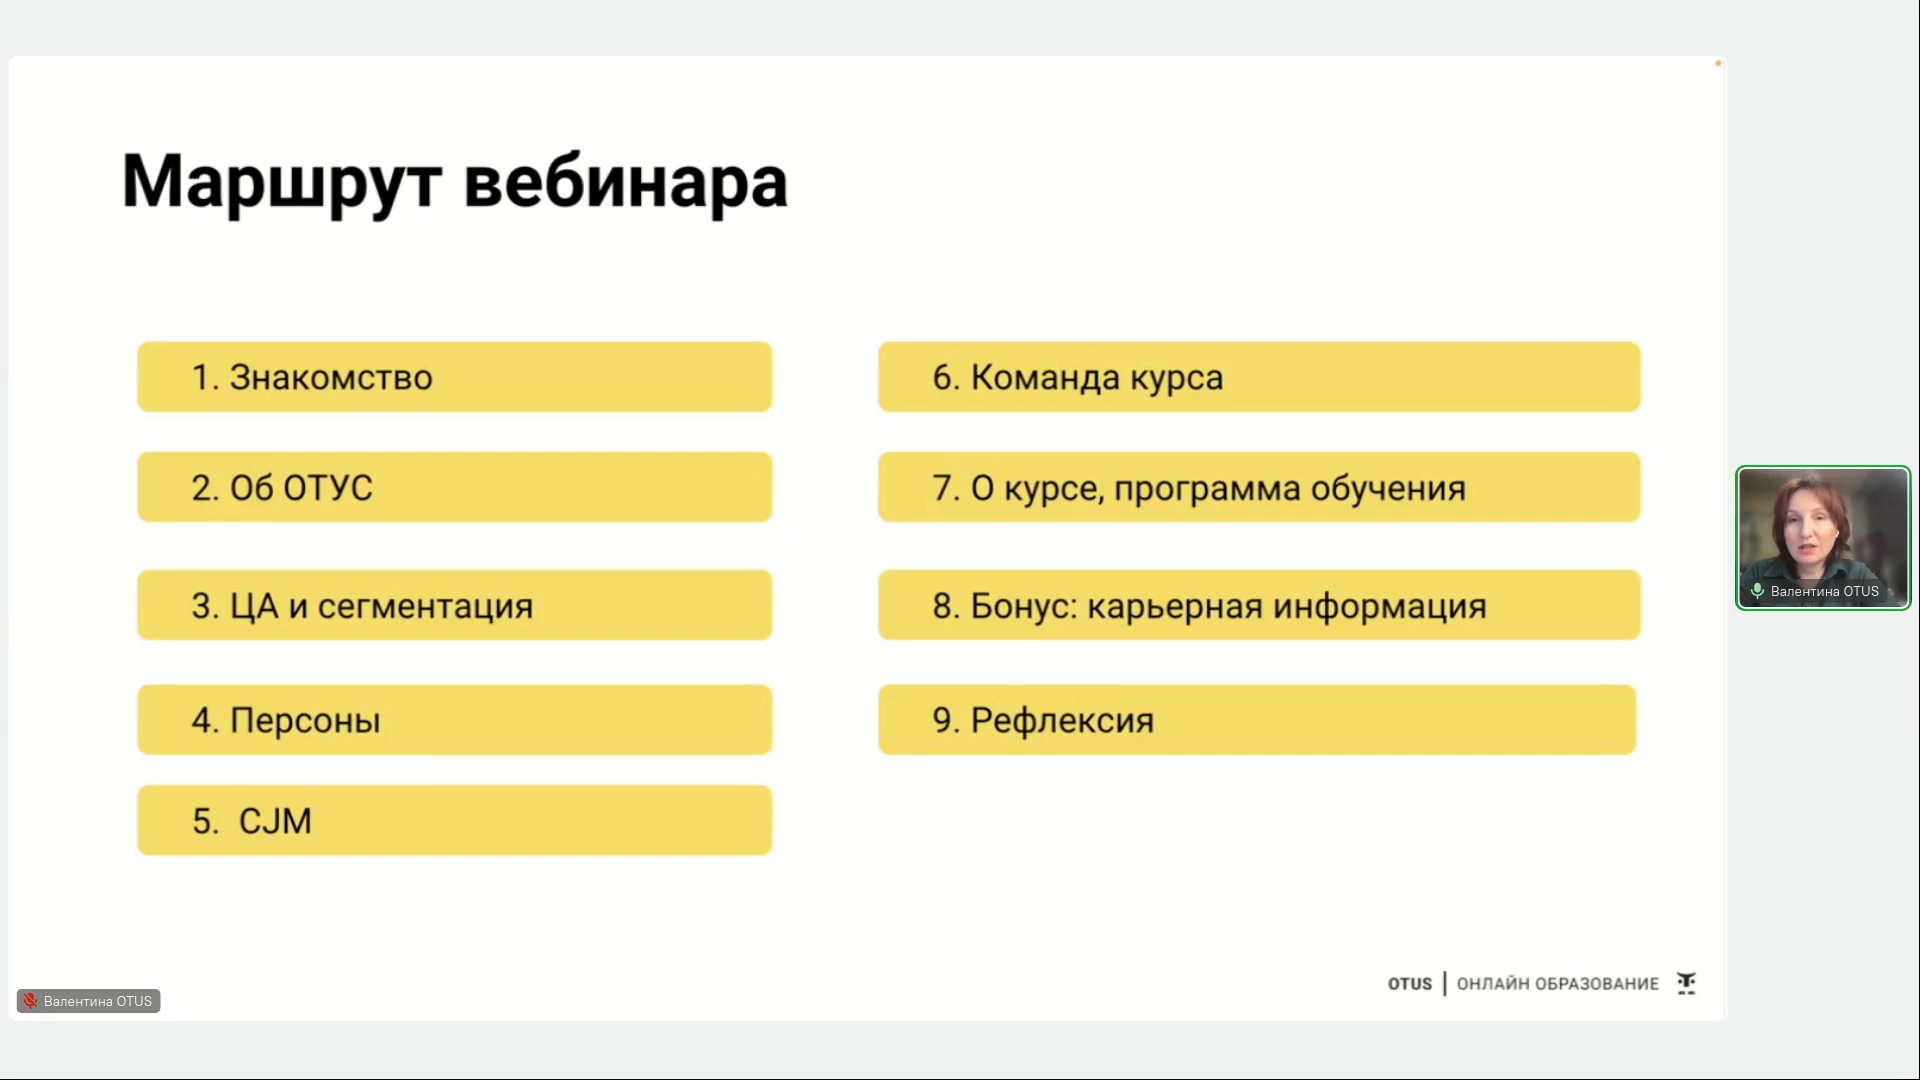 Маршрут вебинара
1. Знакомство
2. Об ОТУС
3. ЦА и сегментация
4. Персоны
5. CJM
6. Команда курса
7. О курсе, программа обучения
8. Бонус: карьерная информация
9. Рефлексия
Валентина OTUS
OTUS | ОНЛАЙН ОБРАЗОВАНИЕ
Валентина OTUS